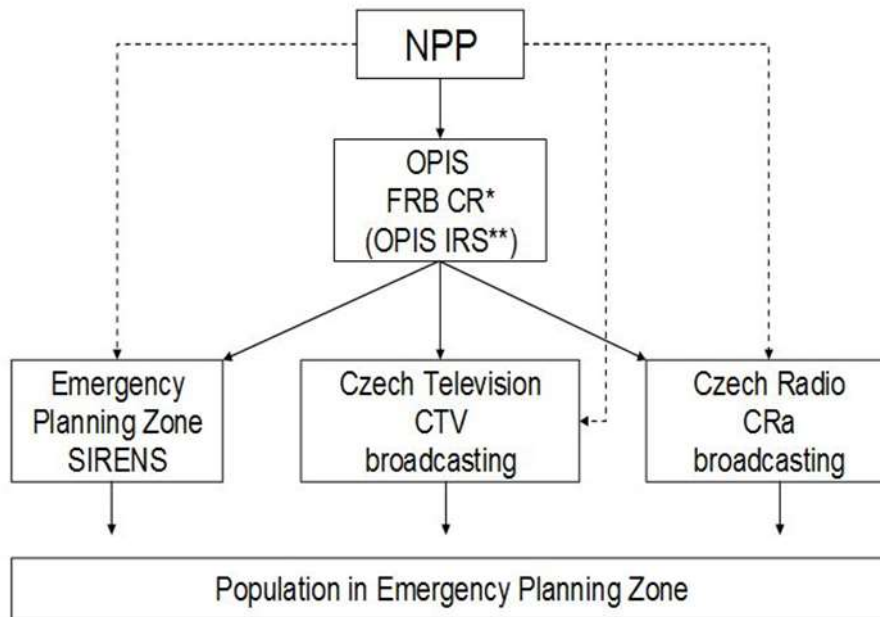 NPP
OPIS
FRB CR*
(OPIS IRS**)
Emergency
Planning Zone
SIRENS
Czech Television
CTV
broadcasting
Czech Radio
CRa
broadcasting
Population in Emergency Planning Zone